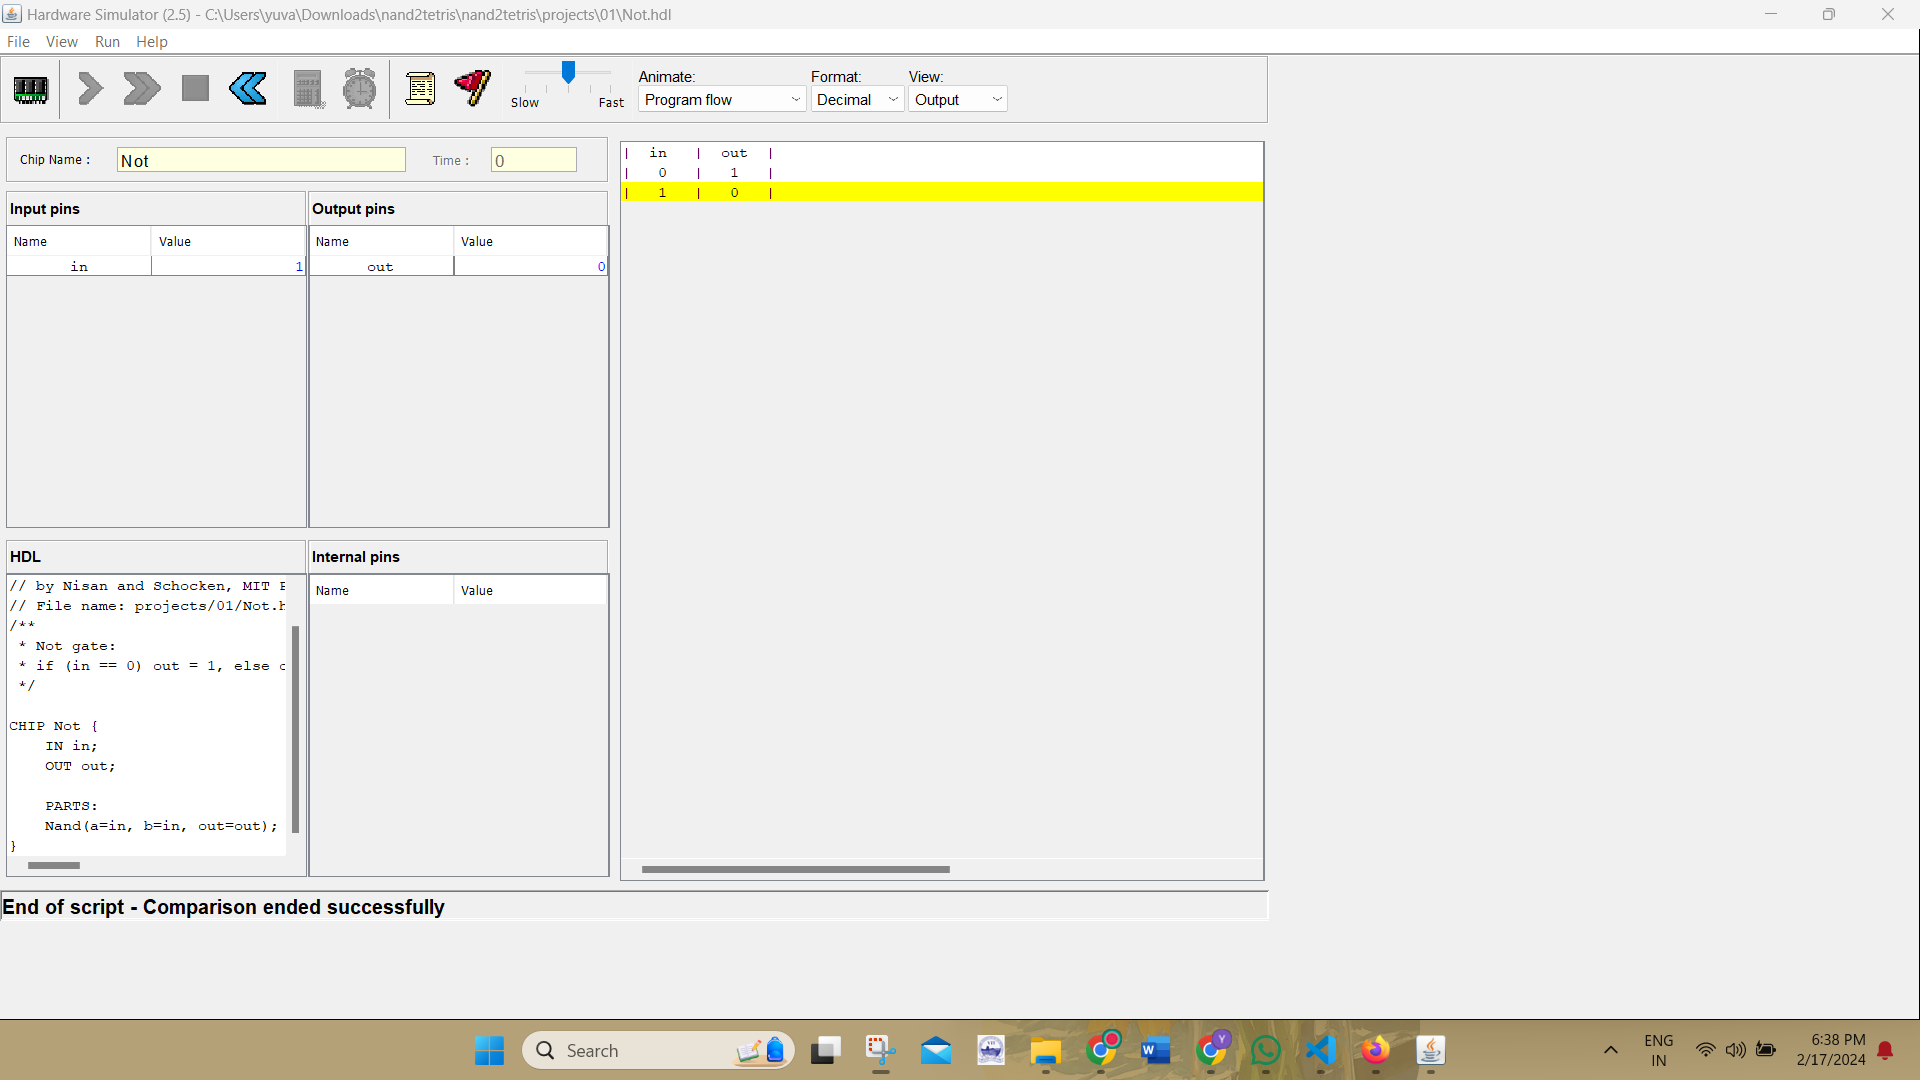 Hardware Simulator (2.5) - C:\Users\yuva\Downloads\nand2tetris\nand2tetris\projects\01\Not.hdl
File View Run Help
Slow Fast
Animate: Format: View:
Program flow Decimal Output
Chip Name : Not Time : 0
Input pins
Name Value
in 1
Output pins
Name Value
out 0
| in | out |
| 0 | 1 |
| 1 | 0 |
HDL
// by Nisan and Schocken, MIT P
// File name: projects/01/Not.h
/**
* Not gate:
* if (in == 0) out = 1, else o
*/
CHIP Not {
IN in;
OUT out;
PARTS:
Nand(a=in, b=in, out=out);
}
Internal pins
Name Value
End of script - Comparison ended successfully
Search
ENG
IN
6:38 PM
2/17/2024